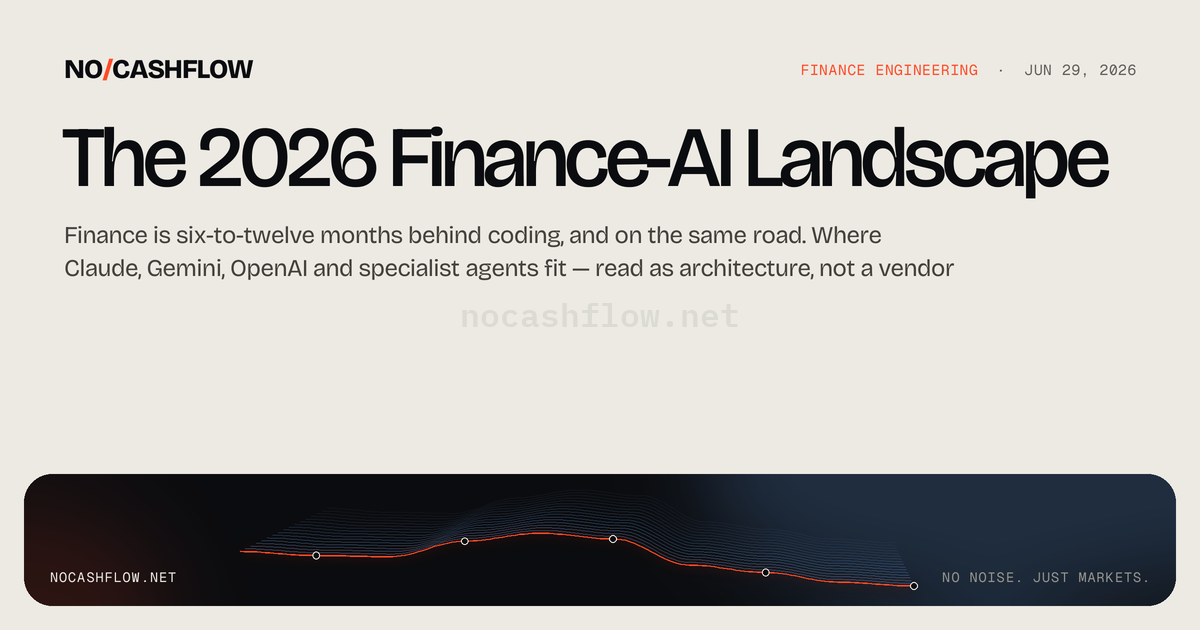 NO/CASHFLOW
FINANCE ENGINEERING · JUN 29, 2026
The 2026 Finance-AI Landscape
Finance is six-to-twelve months behind coding, and on the same road. Where
Claude, Gemini, OpenAI and specialist agents fit — read as architecture, not a vendor
nocashflow.net
NOCASHFLOW.NET
NO NOISE. JUST MARKETS.